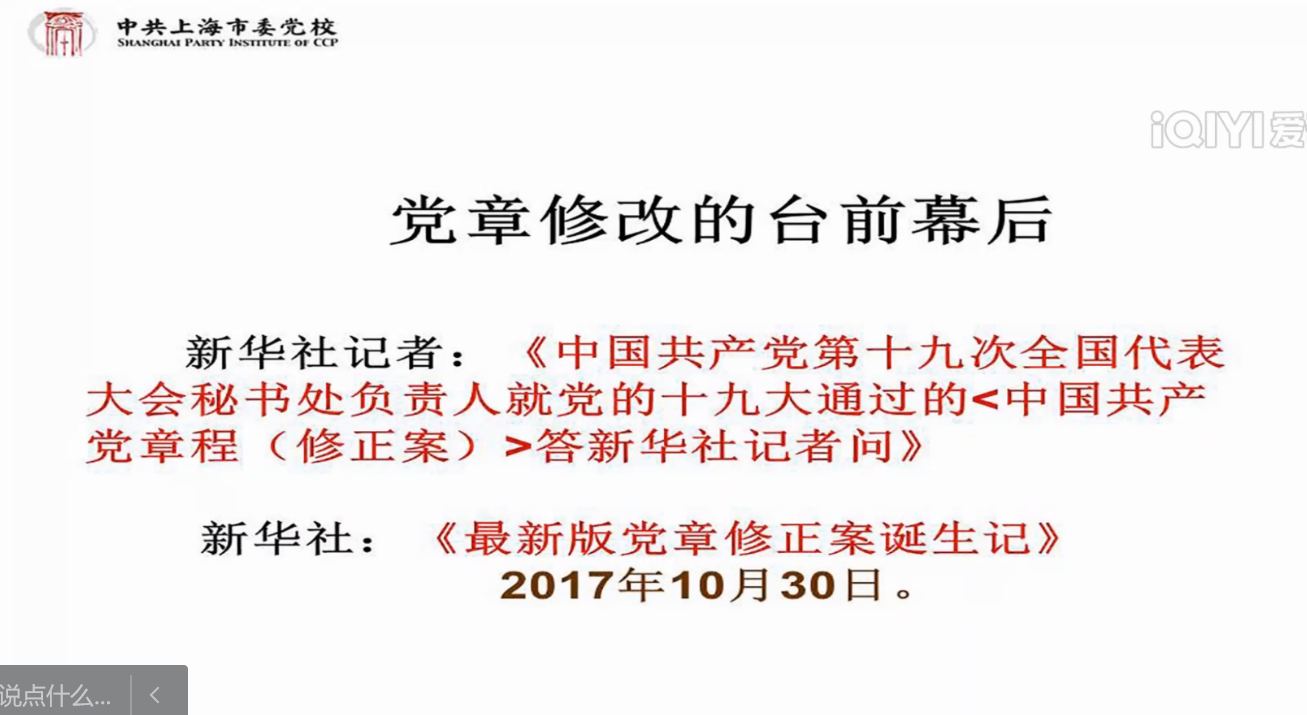 中共上海市委党校
SHANGHAI PARTY INSTITUTE OF CCP
iQIYI爱
党章修改的台前幕后
新华社记者：《中国共产党第十九次全国代表
大会秘书处负责人就党的十九大通过的<中国共产
党章程（修正案）>答新华社记者问》
新华社：《最新版党章修正案诞生记》
2017年10月30日。
说点什么...